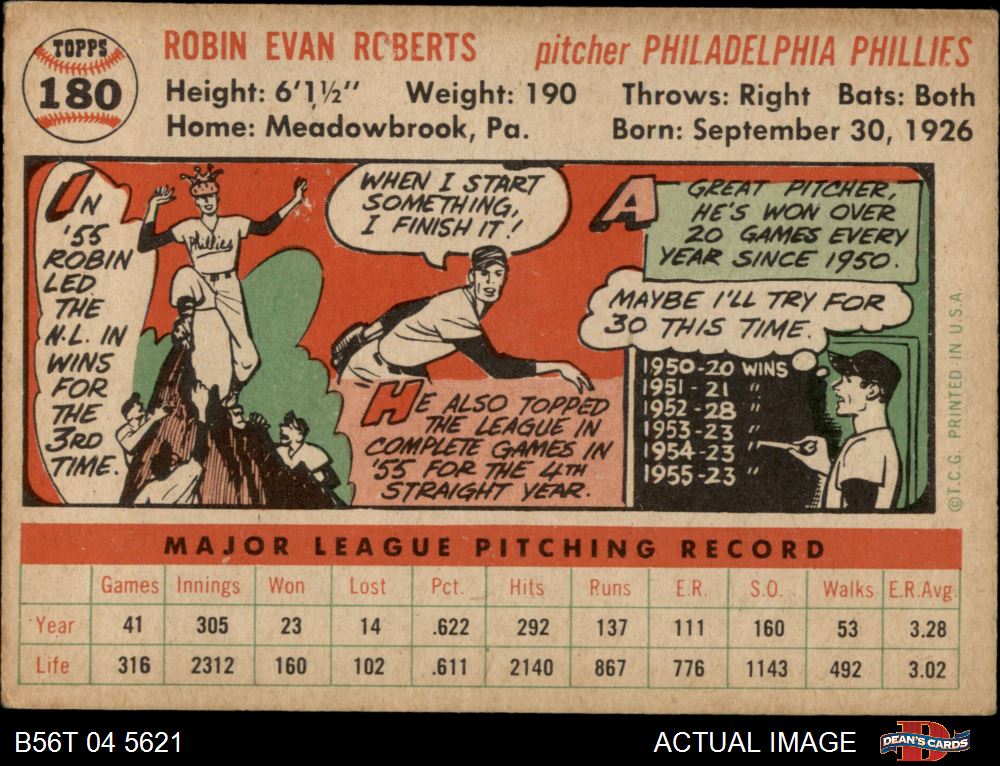 TOPPS
180
ROBIN EVAN ROBERTS
pitcher PHILADELPHIA PHILLIES
Height: 6'1½" Weight: 190 Throws: Right Bats: Both
Home: Meadowbrook, Pa. Born: September 30, 1926
IN
'55
ROBIN
LED
THE
N.L. IN
WINS
FOR
THE
3RD
TIME.
Phillies
WHEN I START
SOMETHING,
I FINISH IT!
HE ALSO TOPPED
THE LEAGUE IN
COMPLETE GAMES IN
'55 FOR THE 4TH
STRAIGHT YEAR.
A GREAT PITCHER,
HE'S WON OVER
20 GAMES EVERY
YEAR SINCE 1950.
MAYBE I'LL TRY FOR
30 THIS TIME.
1950-20 WINS
1951-21 "
1952-28 "
1953-23 "
1954-23 "
1955-23 "
©T.C.G. PRINTED IN U.S.A.
MAJOR LEAGUE PITCHING RECORD
Games Innings Won Lost Pct. Hits Runs E.R. S.O. Walks E.R.Avg.
Year 41 305 23 14 .622 292 137 111 160 53 3.28
Life 316 2312 160 102 .611 2140 867 776 1143 492 3.02
B56T 04 5621
ACTUAL IMAGE
DEAN'S CARDS